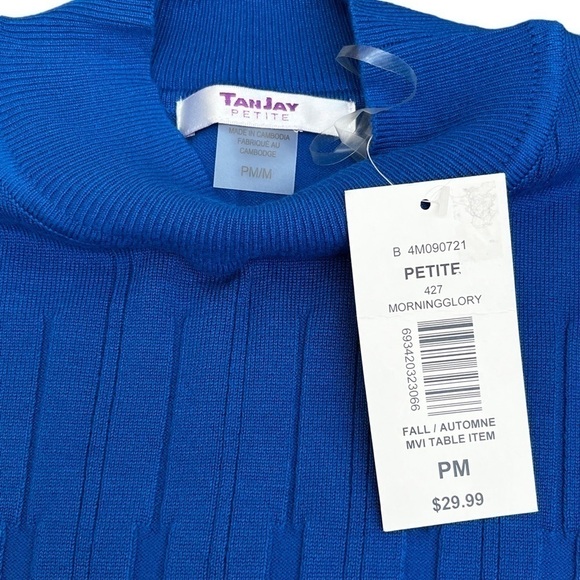 TANJAY
PETITE
MADE IN CAMBODIA
FABRIQUÉ AU
CAMBODGE
PM/M
B 4M090721
PETITE
427
MORNINGGLORY
693420323066
FALL / AUTOMNE
MVI TABLE ITEM
PM
$29.99